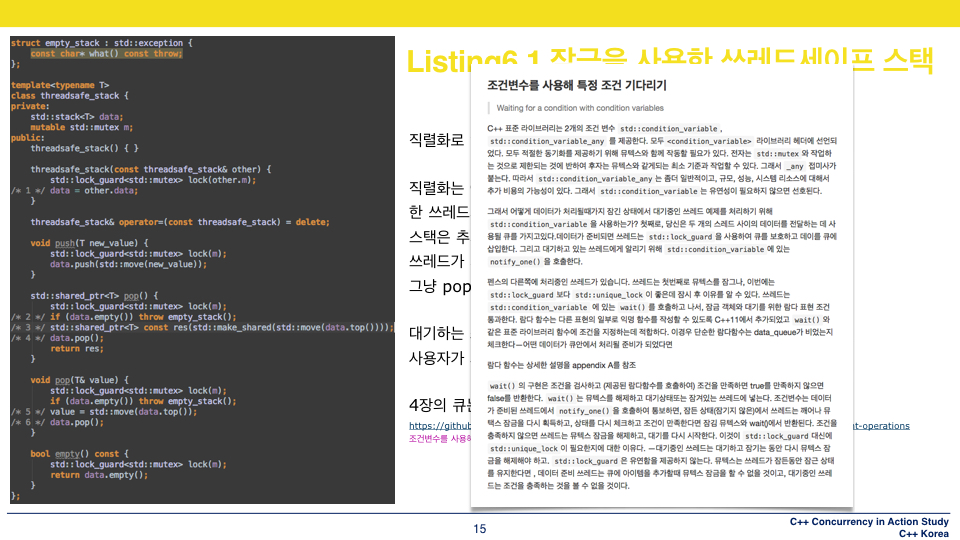 Listing6.1 잠금을 사용한 쓰레드세이프 스택
struct empty_stack : std::exception {
    const char* what() const throw;
};
template<typename T>
class threadsafe_stack {
private:
    std::stack<T> data;
    mutable std::mutex m;
public:
    threadsafe_stack() { }
    threadsafe_stack(const threadsafe_stack& other) {
        std::lock_guard<std::mutex> lock(other.m);
/* 1 */ data = other.data;
    }
    threadsafe_stack& operator=(const threadsafe_stack) = delete;
    void push(T new_value) {
        std::lock_guard<std::mutex> lock(m);
        data.push(std::move(new_value));
    }
    std::shared_ptr<T> pop() {
        std::lock_guard<std::mutex> lock(m);
/* 2 */ if (data.empty()) throw empty_stack();
/* 3 */ std::shared_ptr<T> const res(std::make_shared(std::move(data.top())));
/* 4 */ data.pop();
        return res;
    }
    void pop(T& value) {
        std::lock_guard<std::mutex> lock(m);
        if (data.empty()) throw empty_stack();
/* 5 */ value = std::move(data.top());
/* 6 */ data.pop();
    }
    bool empty() const {
        std::lock_guard<std::mutex> lock(m);
        return data.empty();
    }
};
직렬화로
직렬화는
한 쓰레드
스택은 추
쓰레드가
그냥 pop
대기하는
사용자가
4장의 큐는
https://github
t-operations
조건변수를 사용해
조건변수를 사용해 특정 조건 기다리기
Waiting for a condition with condition variables
C++ 표준 라이브러리는 2개의 조건 변수 std::condition_variable ,
std::condition_variable_any 를 제공한다. 모두 <condition_variable> 라이브러리 헤더에 선언되
었다. 모두 적절한 동기화를 제공하기 위해 뮤텍스와 함께 작동할 필요가 있다. 전자는 std::mutex 와 작업하
는 것으로 제한되는 것에 반하여 후자는 뮤텍스와 같게되는 최소 기준과 작업할 수 있다. 그래서 _any 접미사가
붙는다. 따라서 std::condition_variable_any 는 좀더 일반적이고, 규모, 성능, 시스템 리소스에 대해서
추가 비용의 가능성이 있다. 그래서 std::condition_variable 는 유연성이 필요하지 않으면 선호된다.
그래서 어떻게 데이터가 처리될때가지 잠긴 상태에서 대기중인 쓰레드 예제를 처리하기 위해
std::condition_variable 을 사용하는가? 첫째로, 당신은 두 개의 스레드 사이의 데이터를 전달하는 데 사
용될 큐를 가지고있다.데이터가 준비되면 쓰레드는 std::lock_guard 을 사용하여 큐를 보호하고 데이를 큐에
삽입한다. 그리고 대기하고 있는 쓰레드에게 알리기 위해 std::condition_variable 에 있는
notify_one() 을 호출한다.
펜스의 다른쪽에 처리중인 쓰레드가 있습니다. 쓰레드는 첫번째로 뮤텍스를 잠그나, 이번에는
std::lock_guard 보다 std::unique_lock 이 좋은데 잠시 후 이유를 알 수 있다. 쓰레드는
std::condition_variable 에 있는 wait() 를 호출하고 나서, 잠금 객체와 대기를 위한 람다 표현 조건
통과한다. 람다 함수는 다른 표현의 일부로 익명 함수를 작성할 수 있도록 C++11에서 추가되었고 wait() 와
같은 표준 라이브러리 함수에 조건을 지정하는데 적합하다. 이경우 단순한 람다함수는 data_queue가 비었는지
체크한다—어떤 데이터가 큐안에서 처리될 준비가 되었다면
람다 함수는 상세한 설명을 appendix A를 참조
wait() 의 구현은 조건을 검사하고 (제공된 람다함수를 호출하여) 조건을 만족하면 true를 만족하지 않으면
false를 반환한다. wait() 는 뮤텍스를 해제하고 대기상태또는 잠겨있는 쓰레드에 넣는다. 조건변수는 데이터
가 준비된 쓰레드에서 notify_one() 을 호출하여 통보하면, 잠든 상태(잠기지 않은)에서 쓰레드는 깨어나 뮤
텍스 잠금을 다시 획득하고, 상태를 다시 체크하고 조건이 만족한다면 잠김 뮤텍스와 wait()에서 반환된다. 조건을
충족하지 않으면 쓰레드는 뮤텍스 잠금을 해제하고, 대기를 다시 시작한다. 이것이 std::lock_guard 대신에
std::unique_lock 이 필요한지에 대한 이유다. —대기중인 쓰레드는 대기하고 잠기는 동안 다시 뮤텍스 잠
금을 해제해야 하고. std::lock_guard 은 유연함을 제공하지 않는다. 뮤텍스는 쓰레드가 잠든동안 잠근 상태
를 유지한다면 , 데이터 준비 쓰레드는 큐에 아이템을 추가할때 뮤텍스 잠금을 할 수 없을 것이고, 대기중인 쓰레
드는 조건을 충족하는 것을 볼 수 없을 것이다.
15
C++ Concurrency in Action Study
C++ Korea